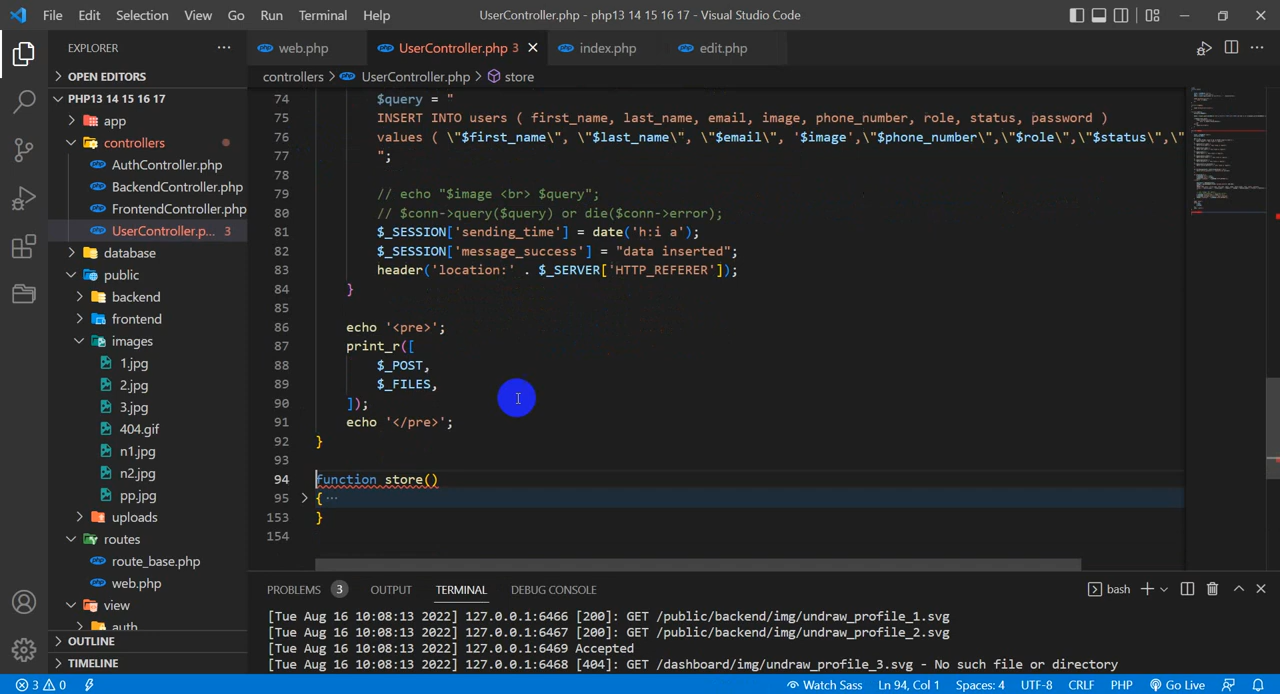 File Edit Selection View Go Run Terminal Help
UserController.php - php13 14 15 16 17 - Visual Studio Code
EXPLORER
OPEN EDITORS
PHP13 14 15 16 17
app
controllers
AuthController.php
BackendController.php
FrontendController.php
UserController.p... 3
database
public
backend
frontend
images
1.jpg
2.jpg
3.jpg
404.gif
n1.jpg
n2.jpg
pp.jpg
uploads
routes
route_base.php
web.php
view
auth
OUTLINE
TIMELINE
web.php UserController.php 3 index.php edit.php
controllers > UserController.php > store
74 $query = "
75 INSERT INTO users ( first_name, last_name, email, image, phone_number, role, status, password )
76 values ( \"$first_name\", \"$last_name\", \"$email\", '$image',\"$phone_number\",\"$role\",\"$status\",\"
77 ";
78
79 // echo "$image <br> $query";
80 // $conn->query($query) or die($conn->error);
81 $_SESSION['sending_time'] = date('h:i a');
82 $_SESSION['message_success'] = "data inserted";
83 header('location:' . $_SERVER['HTTP_REFERER']);
84 }
85
86 echo '<pre>';
87 print_r([
88 $_POST,
89 $_FILES,
90 ]);
91 echo '</pre>';
92 }
93
94 function store()
95 { ...
153 }
154
PROBLEMS 3 OUTPUT TERMINAL DEBUG CONSOLE
bash
[Tue Aug 16 10:08:13 2022] 127.0.0.1:6466 [200]: GET /public/backend/img/undraw_profile_1.svg
[Tue Aug 16 10:08:13 2022] 127.0.0.1:6467 [200]: GET /public/backend/img/undraw_profile_2.svg
[Tue Aug 16 10:08:13 2022] 127.0.0.1:6469 Accepted
[Tue Aug 16 10:08:13 2022] 127.0.0.1:6468 [404]: GET /dashboard/img/undraw_profile_3.svg - No such file or directory
3 0 Watch Sass Ln 94, Col 1 Spaces: 4 UTF-8 CRLF PHP Go Live